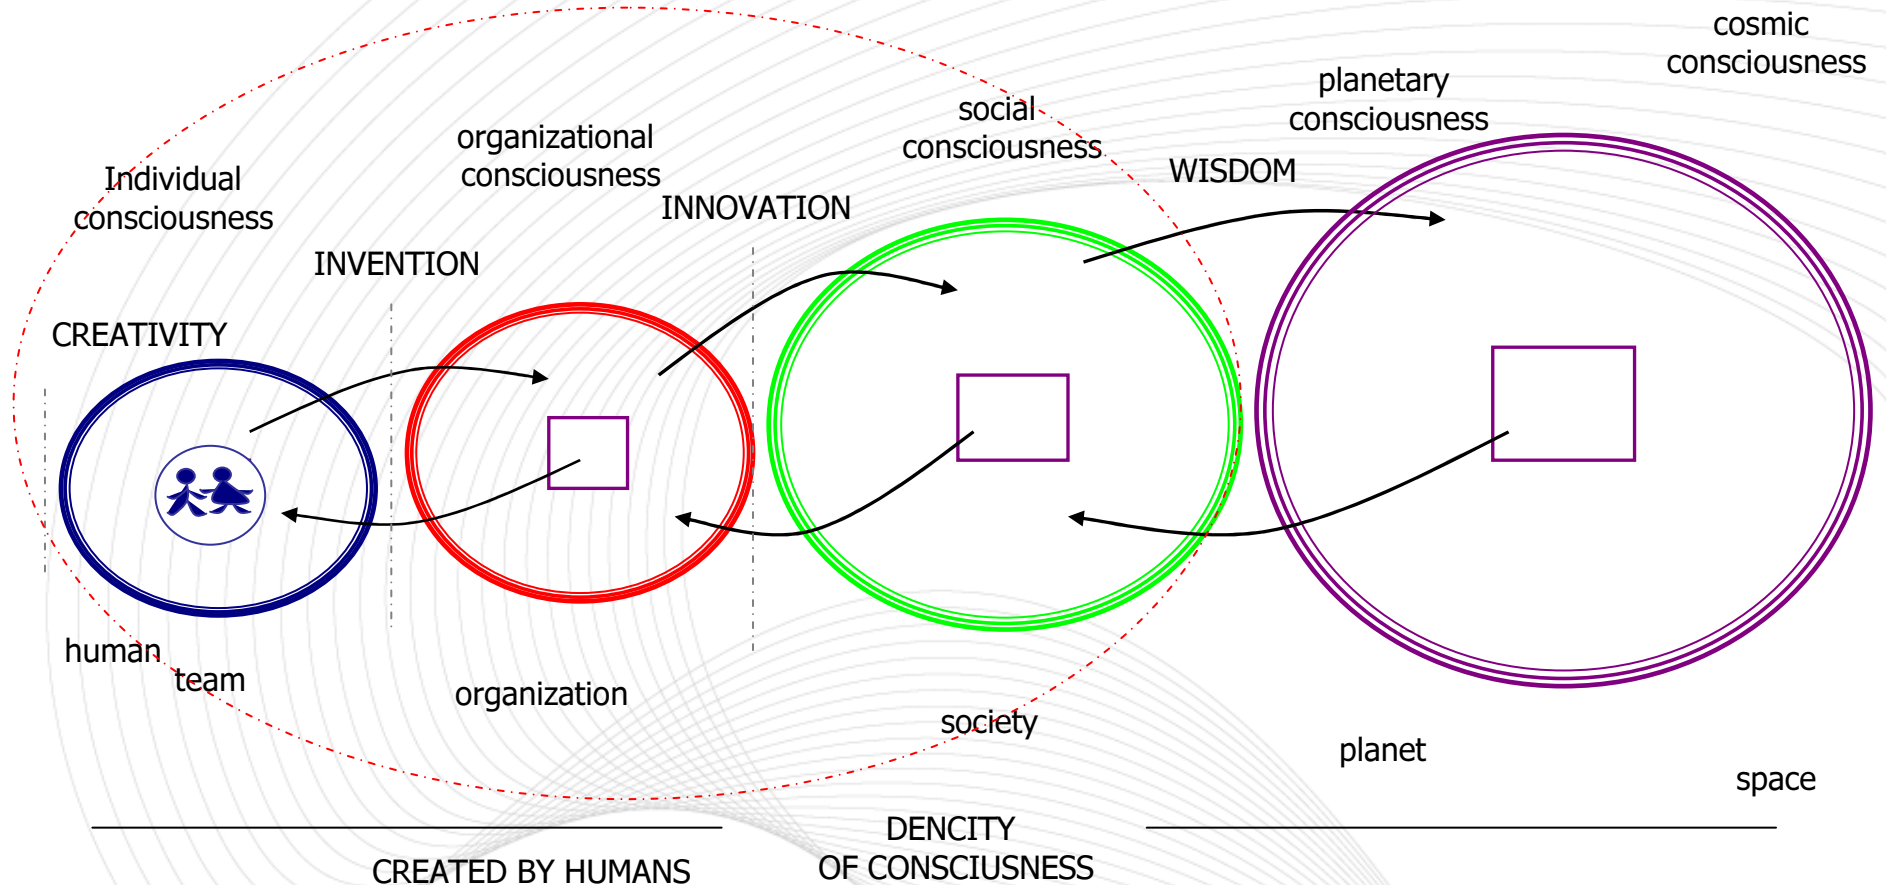 cosmic
consciousness
planetary
consciousness
social
consciousness
organizational
consciousness
Individual
consciousness
WISDOM
INNOVATION
INVENTION
CREATIVITY
human
team
organization
society
planet
space
DENCITY
OF CONSCIUSNESS
CREATED BY HUMANS